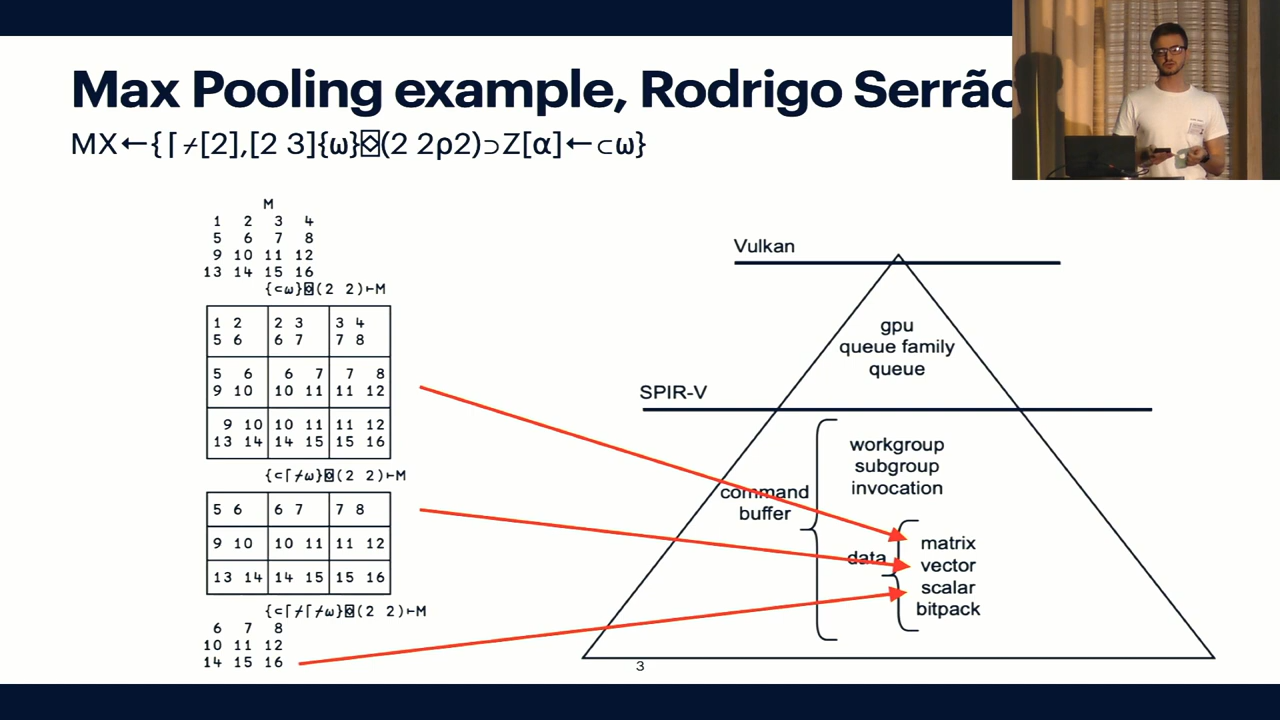 Max Pooling example, Rodrigo Serrão
MX←{⌈⌿[2],[2 3]{ω}⌺(2 2ρ2)⊃Z[α]←⊂ω}
M
1 2 3 4
5 6 7 8
9 10 11 12
13 14 15 16
{⊂ω}⌺(2 2)⊢M
1 2 2 3 3 4
5 6 6 7 7 8
5 6 6 7 7 8
9 10 10 11 11 12
9 10 10 11 11 12
13 14 14 15 15 16
{⊂⌈⌿ω}⌺(2 2)⊢M
5 6 6 7 7 8
9 10 10 11 11 12
13 14 14 15 15 16
{⊂⌈⌿⌈⌿ω}⌺(2 2)⊢M
6 7 8
10 11 12
14 15 16
Vulkan
gpu
queue family
queue
SPIR-V
workgroup
subgroup
invocation
command
buffer
data
matrix
vector
scalar
bitpack
3